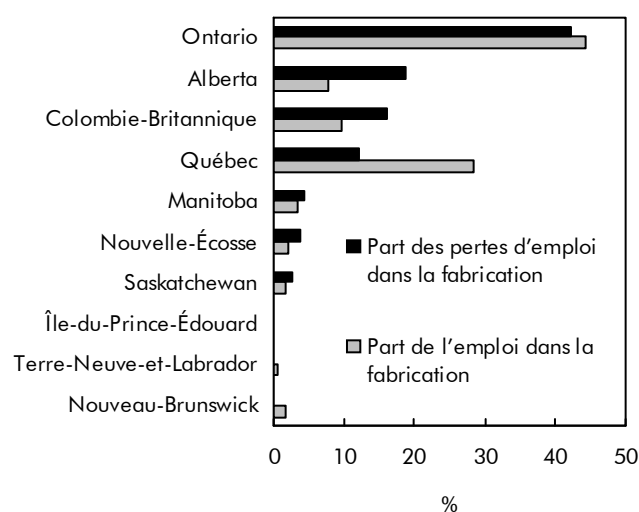 Ontario
Alberta
Colombie-Britannique
Québec
Manitoba
Nouvelle-Écosse
Saskatchewan
Île-du-Prince-Édouard
Terre-Neuve-et-Labrador
Nouveau-Brunswick
Part des pertes d'emploi
dans la fabrication
Part de l'emploi dans la
fabrication
0 10 20 30 40 50
%